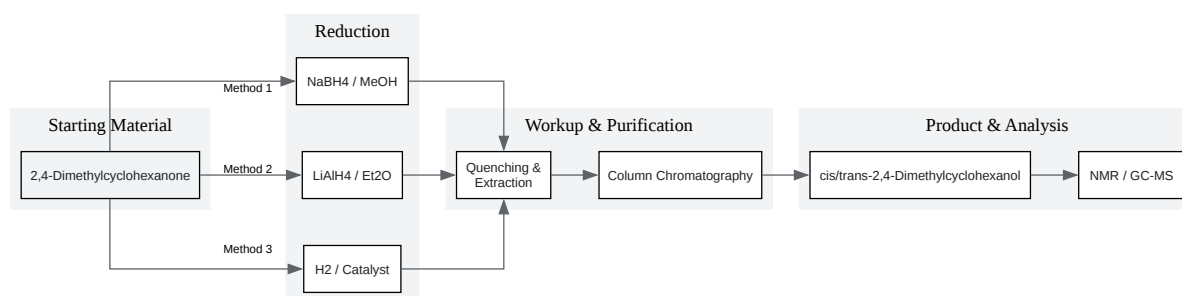 Reduction
NaBH4 / MeOH
Method 1
Starting Material
Workup & Purification
Product & Analysis
2,4-Dimethylcyclohexanone
Method 2
LiAlH4 / Et2O
Quenching &
Extraction
Column Chromatography
cis/trans-2,4-Dimethylcyclohexanol
NMR / GC-MS
Method 3
H2 / Catalyst